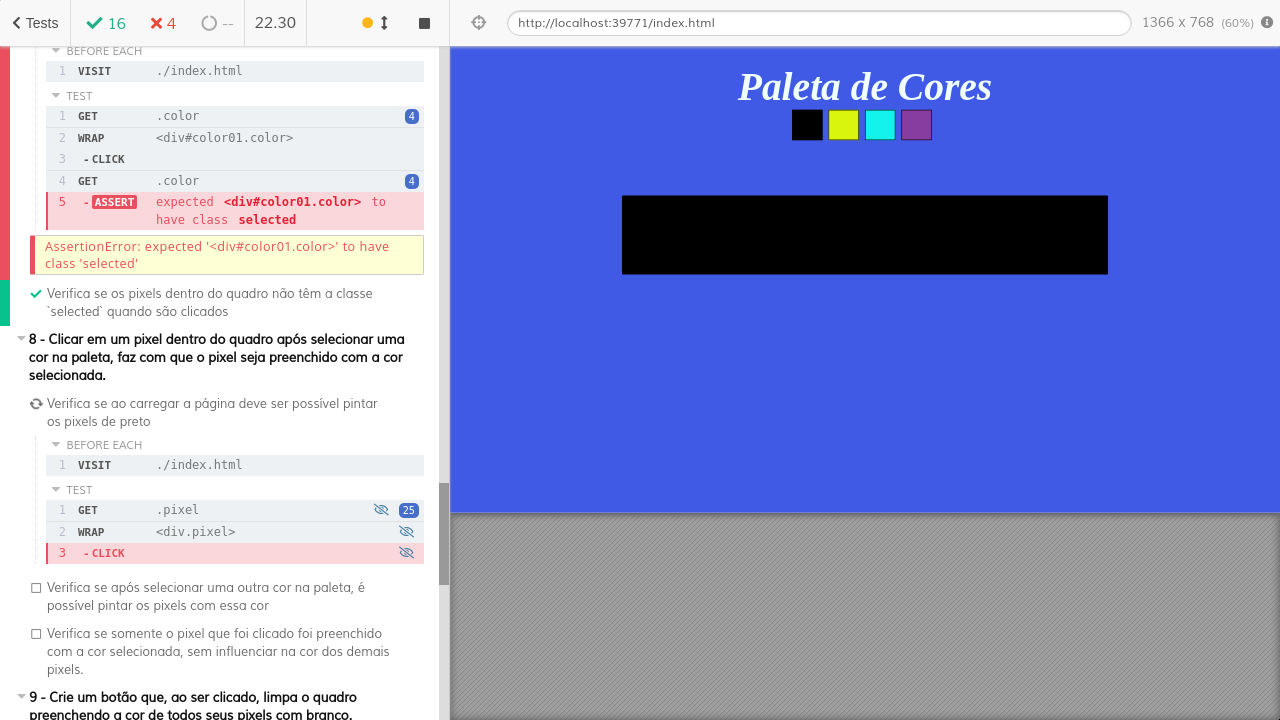 Tests 16 4 -- 22.30
http://localhost:39771/index.html 1366 x 768 (60%)
BEFORE EACH
1 VISIT ./index.html
TEST
1 GET .color 4
2 WRAP <div#color01.color>
3 -CLICK
4 GET .color 4
5 -ASSERT expected <div#color01.color> to
have class selected
AssertionError: expected '<div#color01.color>' to have
class 'selected'
Verifica se os pixels dentro do quadro não têm a classe
`selected` quando são clicados
8 - Clicar em um pixel dentro do quadro após selecionar uma
cor na paleta, faz com que o pixel seja preenchido com a cor
selecionada.
Verifica se ao carregar a página deve ser possível pintar
os pixels de preto
BEFORE EACH
1 VISIT ./index.html
TEST
1 GET .pixel 25
2 WRAP <div.pixel>
3 -CLICK
Verifica se após selecionar uma outra cor na paleta, é
possível pintar os pixels com essa cor
Verifica se somente o pixel que foi clicado foi preenchido
com a cor selecionada, sem influenciar na cor dos demais
pixels.
9 - Crie um botão que, ao ser clicado, limpa o quadro
preenchendo a cor de todos seus pixels com branco.
Paleta de Cores